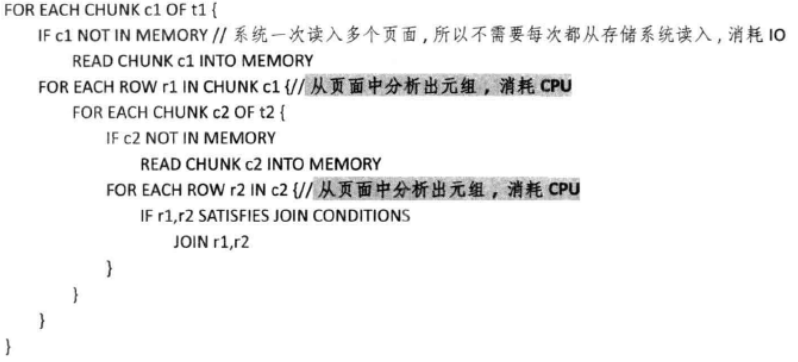 FOR EACH CHUNK c1 OF t1 {
IF c1 NOT IN MEMORY // 系统一次读入多个页面,所以不需要每次都从存储系统读入,消耗 IO
READ CHUNK c1 INTO MEMORY
FOR EACH ROW r1 IN CHUNK c1 {// 从页面中分析出元组,消耗 CPU
FOR EACH CHUNK c2 OF t2 {
IF c2 NOT IN MEMORY
READ CHUNK c2 INTO MEMORY
FOR EACH ROW r2 IN c2 {// 从页面中分析出元组,消耗 CPU
IF r1,r2 SATISFIES JOIN CONDITIONS
JOIN r1,r2
}
}
}
}